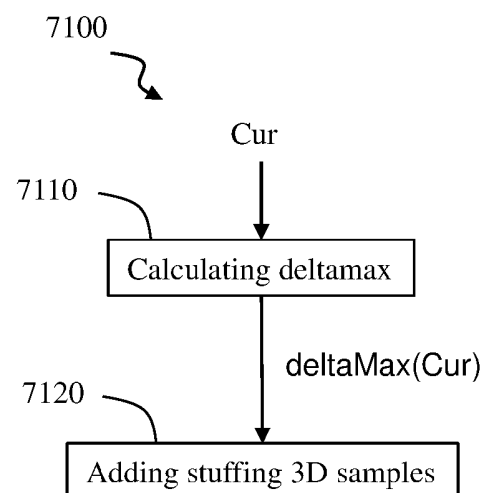 7100
Cur
7110
Calculating deltamax
deltaMax(Cur)
7120
Adding stuffing 3D samples